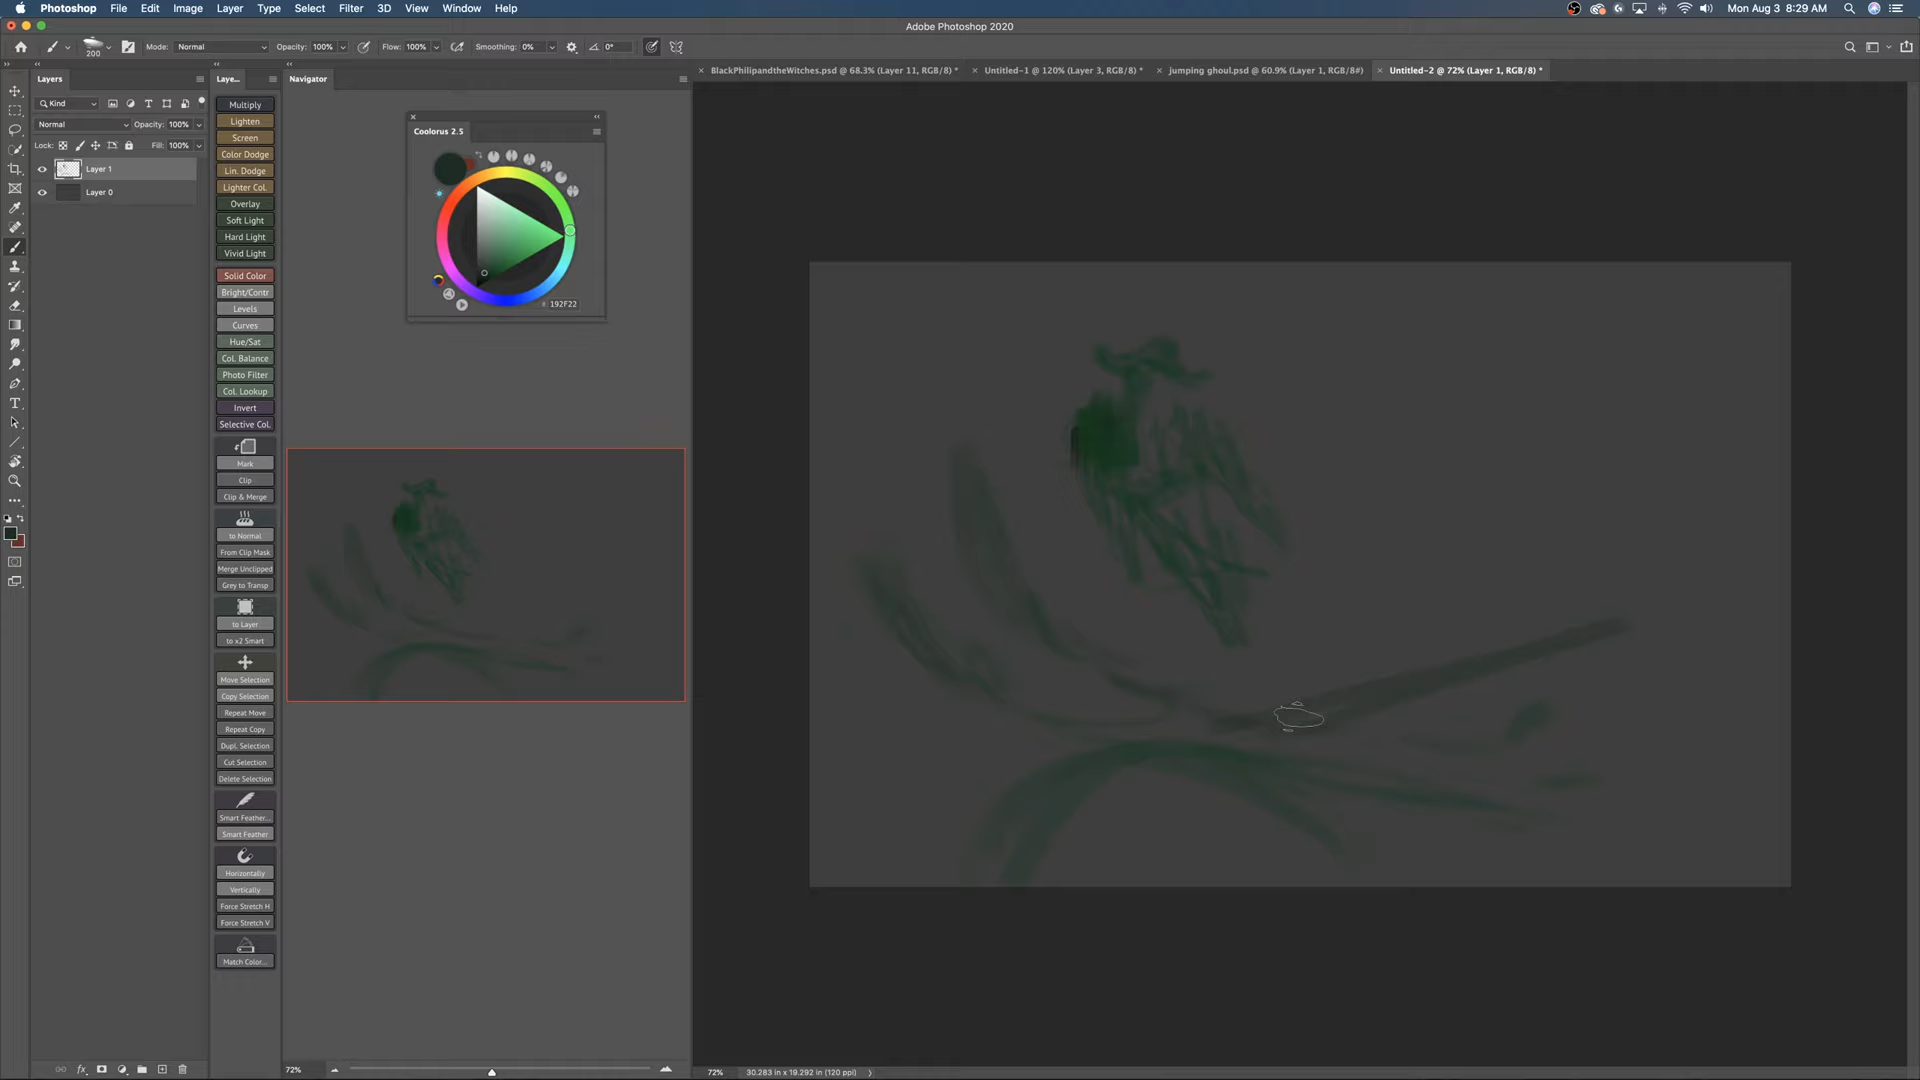 Photoshop File Edit Image Layer Type Select Filter 3D View Window Help Mon Aug 3 8:29 AM
Adobe Photoshop 2020
200 Mode: Normal Opacity: 100% Flow: 100% Smoothing: 0% 0°
BlackPhilipandtheWitches.psd @ 68.3% (Layer 11, RGB/8) * Untitled-1 @ 120% (Layer 3, RGB/8) * jumping ghoul.psd @ 60.9% (Layer 1, RGB/8#) Untitled-2 @ 72% (Layer 1, RGB/8) *
Layers
Kind
Normal Opacity: 100%
Lock: Fill: 100%
Layer 1
Layer 0
Laye...
Multiply
Lighten
Screen
Color Dodge
Lin. Dodge
Lighter Col.
Overlay
Soft Light
Hard Light
Vivid Light
Solid Color
Bright/Contr
Levels
Curves
Hue/Sat
Col. Balance
Photo Filter
Col. Lookup
Invert
Selective Col.
Mark
Clip
Clip & Merge
to Normal
From Clip Mask
Merge Unclipped
Grey to Transp
to Layer
to x2 Smart
Move Selection
Copy Selection
Repeat Move
Repeat Copy
Dupl. Selection
Cut Selection
Delete Selection
Smart Feather...
Smart Feather
Horizontally
Vertically
Force Stretch H
Force Stretch V
Match Color...
Navigator
Coolorus 2.5
# 192F22
72%
72% 30.283 in x 19.292 in (120 ppi)